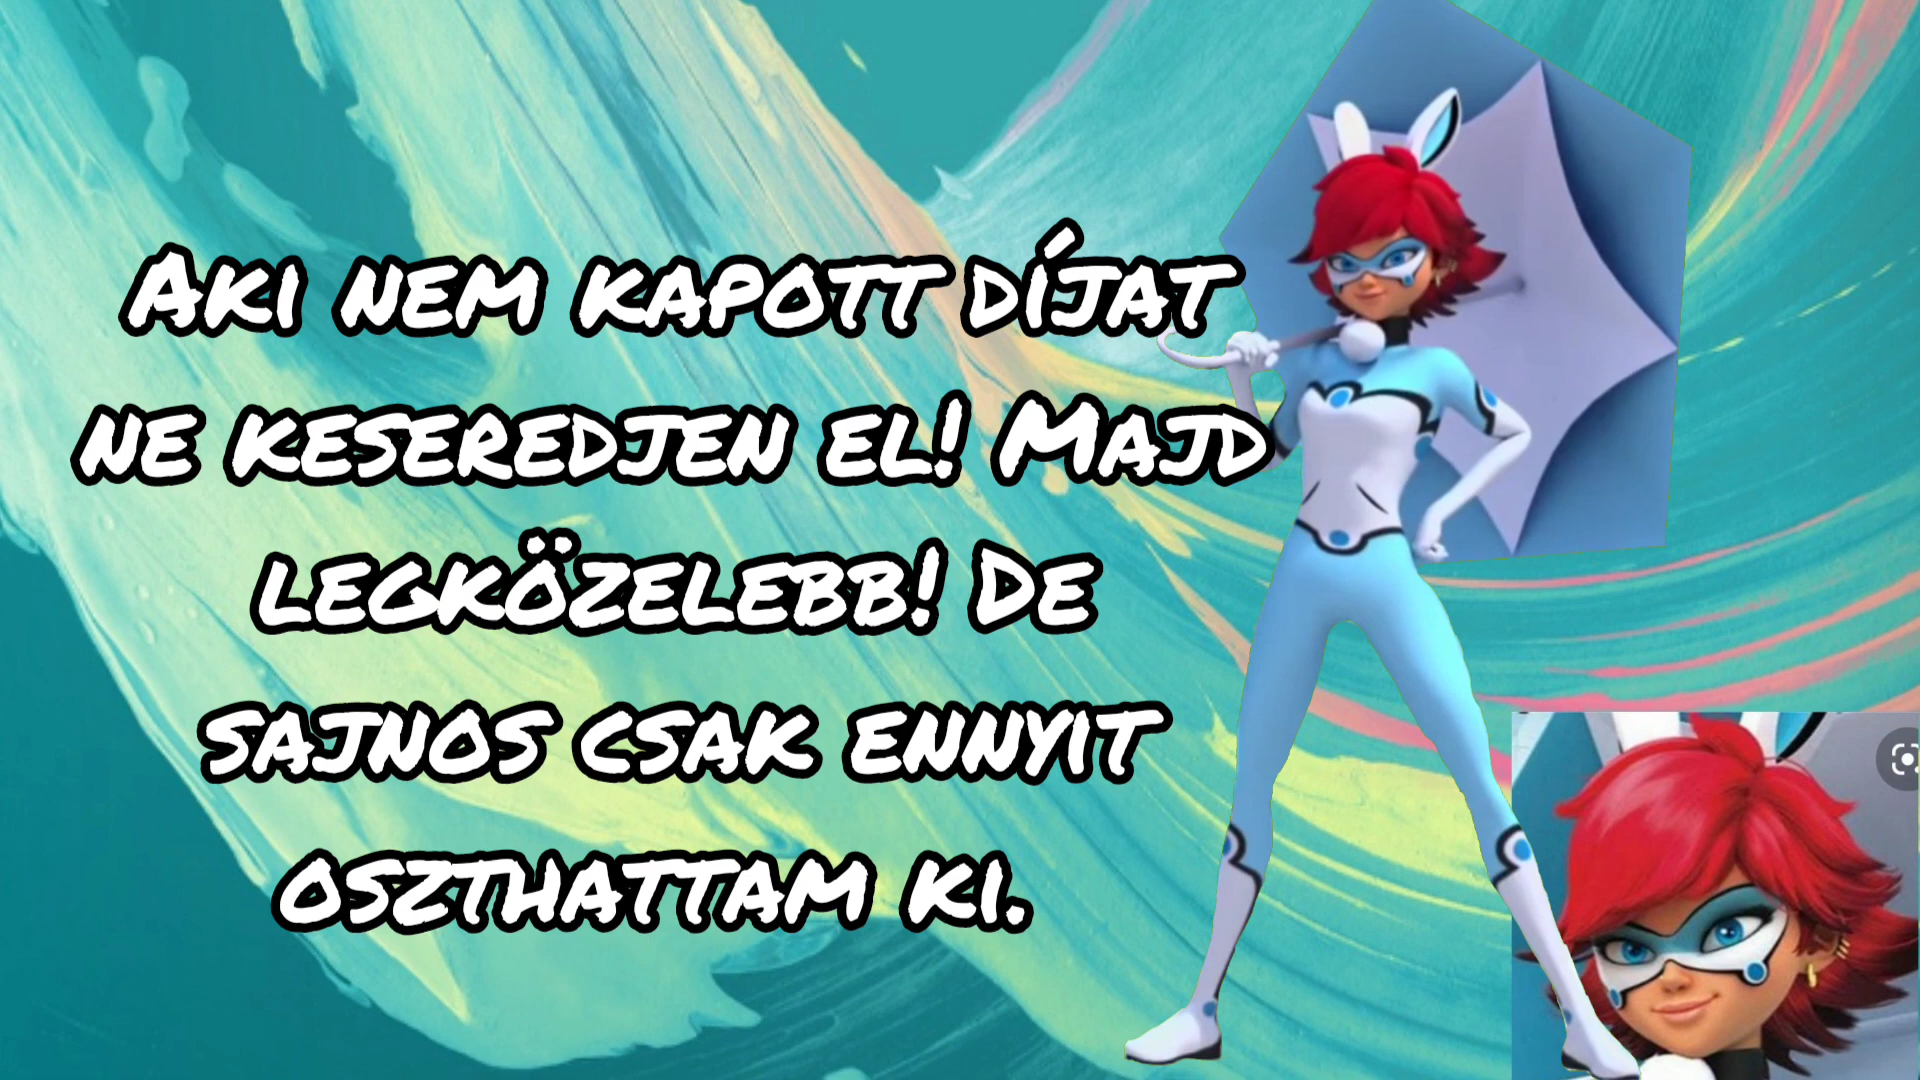 Aki nem kapott díjat
ne keseredjen el! Majd
legközelebb! De
sajnos csak ennyit
oszthattam ki.